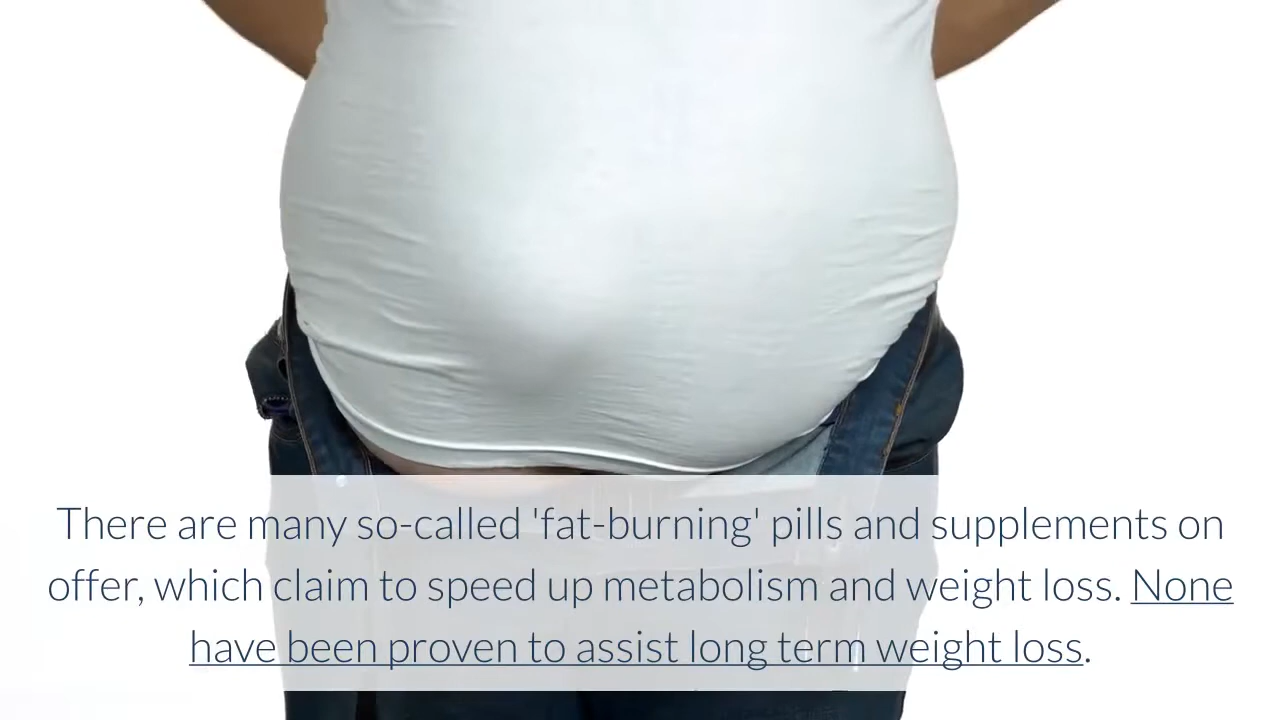 There are many so-called 'fat-burning' pills and supplements on
offer, which claim to speed up metabolism and weight loss. None
have been proven to assist long term weight loss.